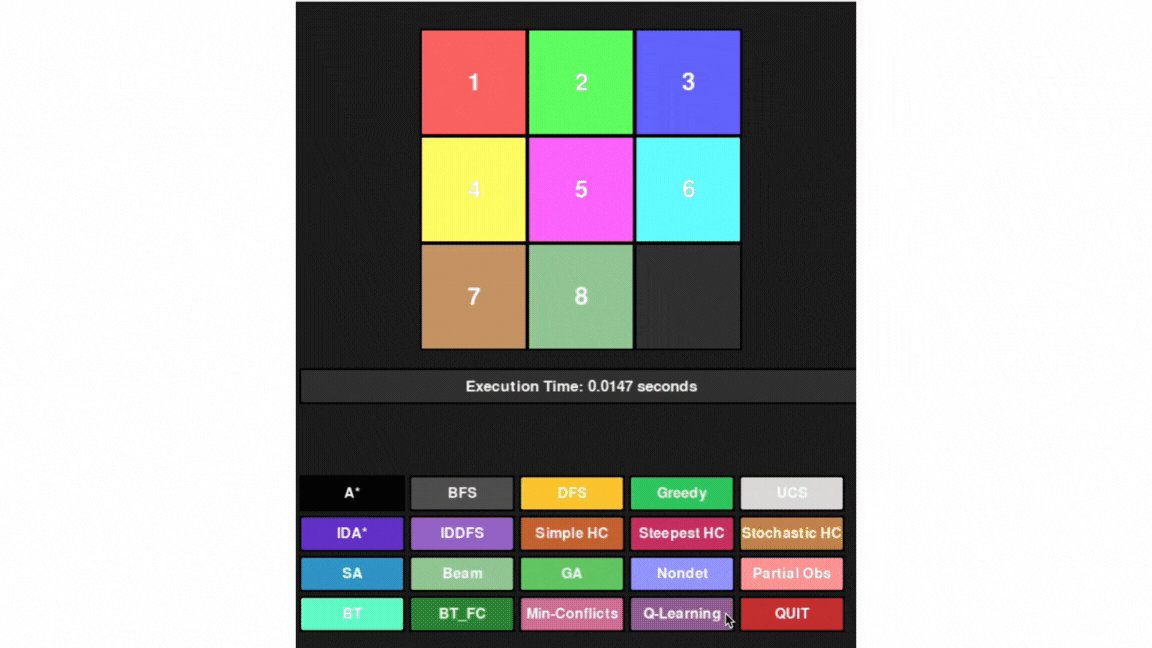 1 2 3
4 5 6
7 8
Execution Time: 0.0147 seconds
A* BFS DFS Greedy UCS
IDA* IDDFS Simple HC Steepest HC Stochastic HC
SA Beam GA Nondet Partial Obs
BT BT_FC Min-Conflicts Q-Learning QUIT